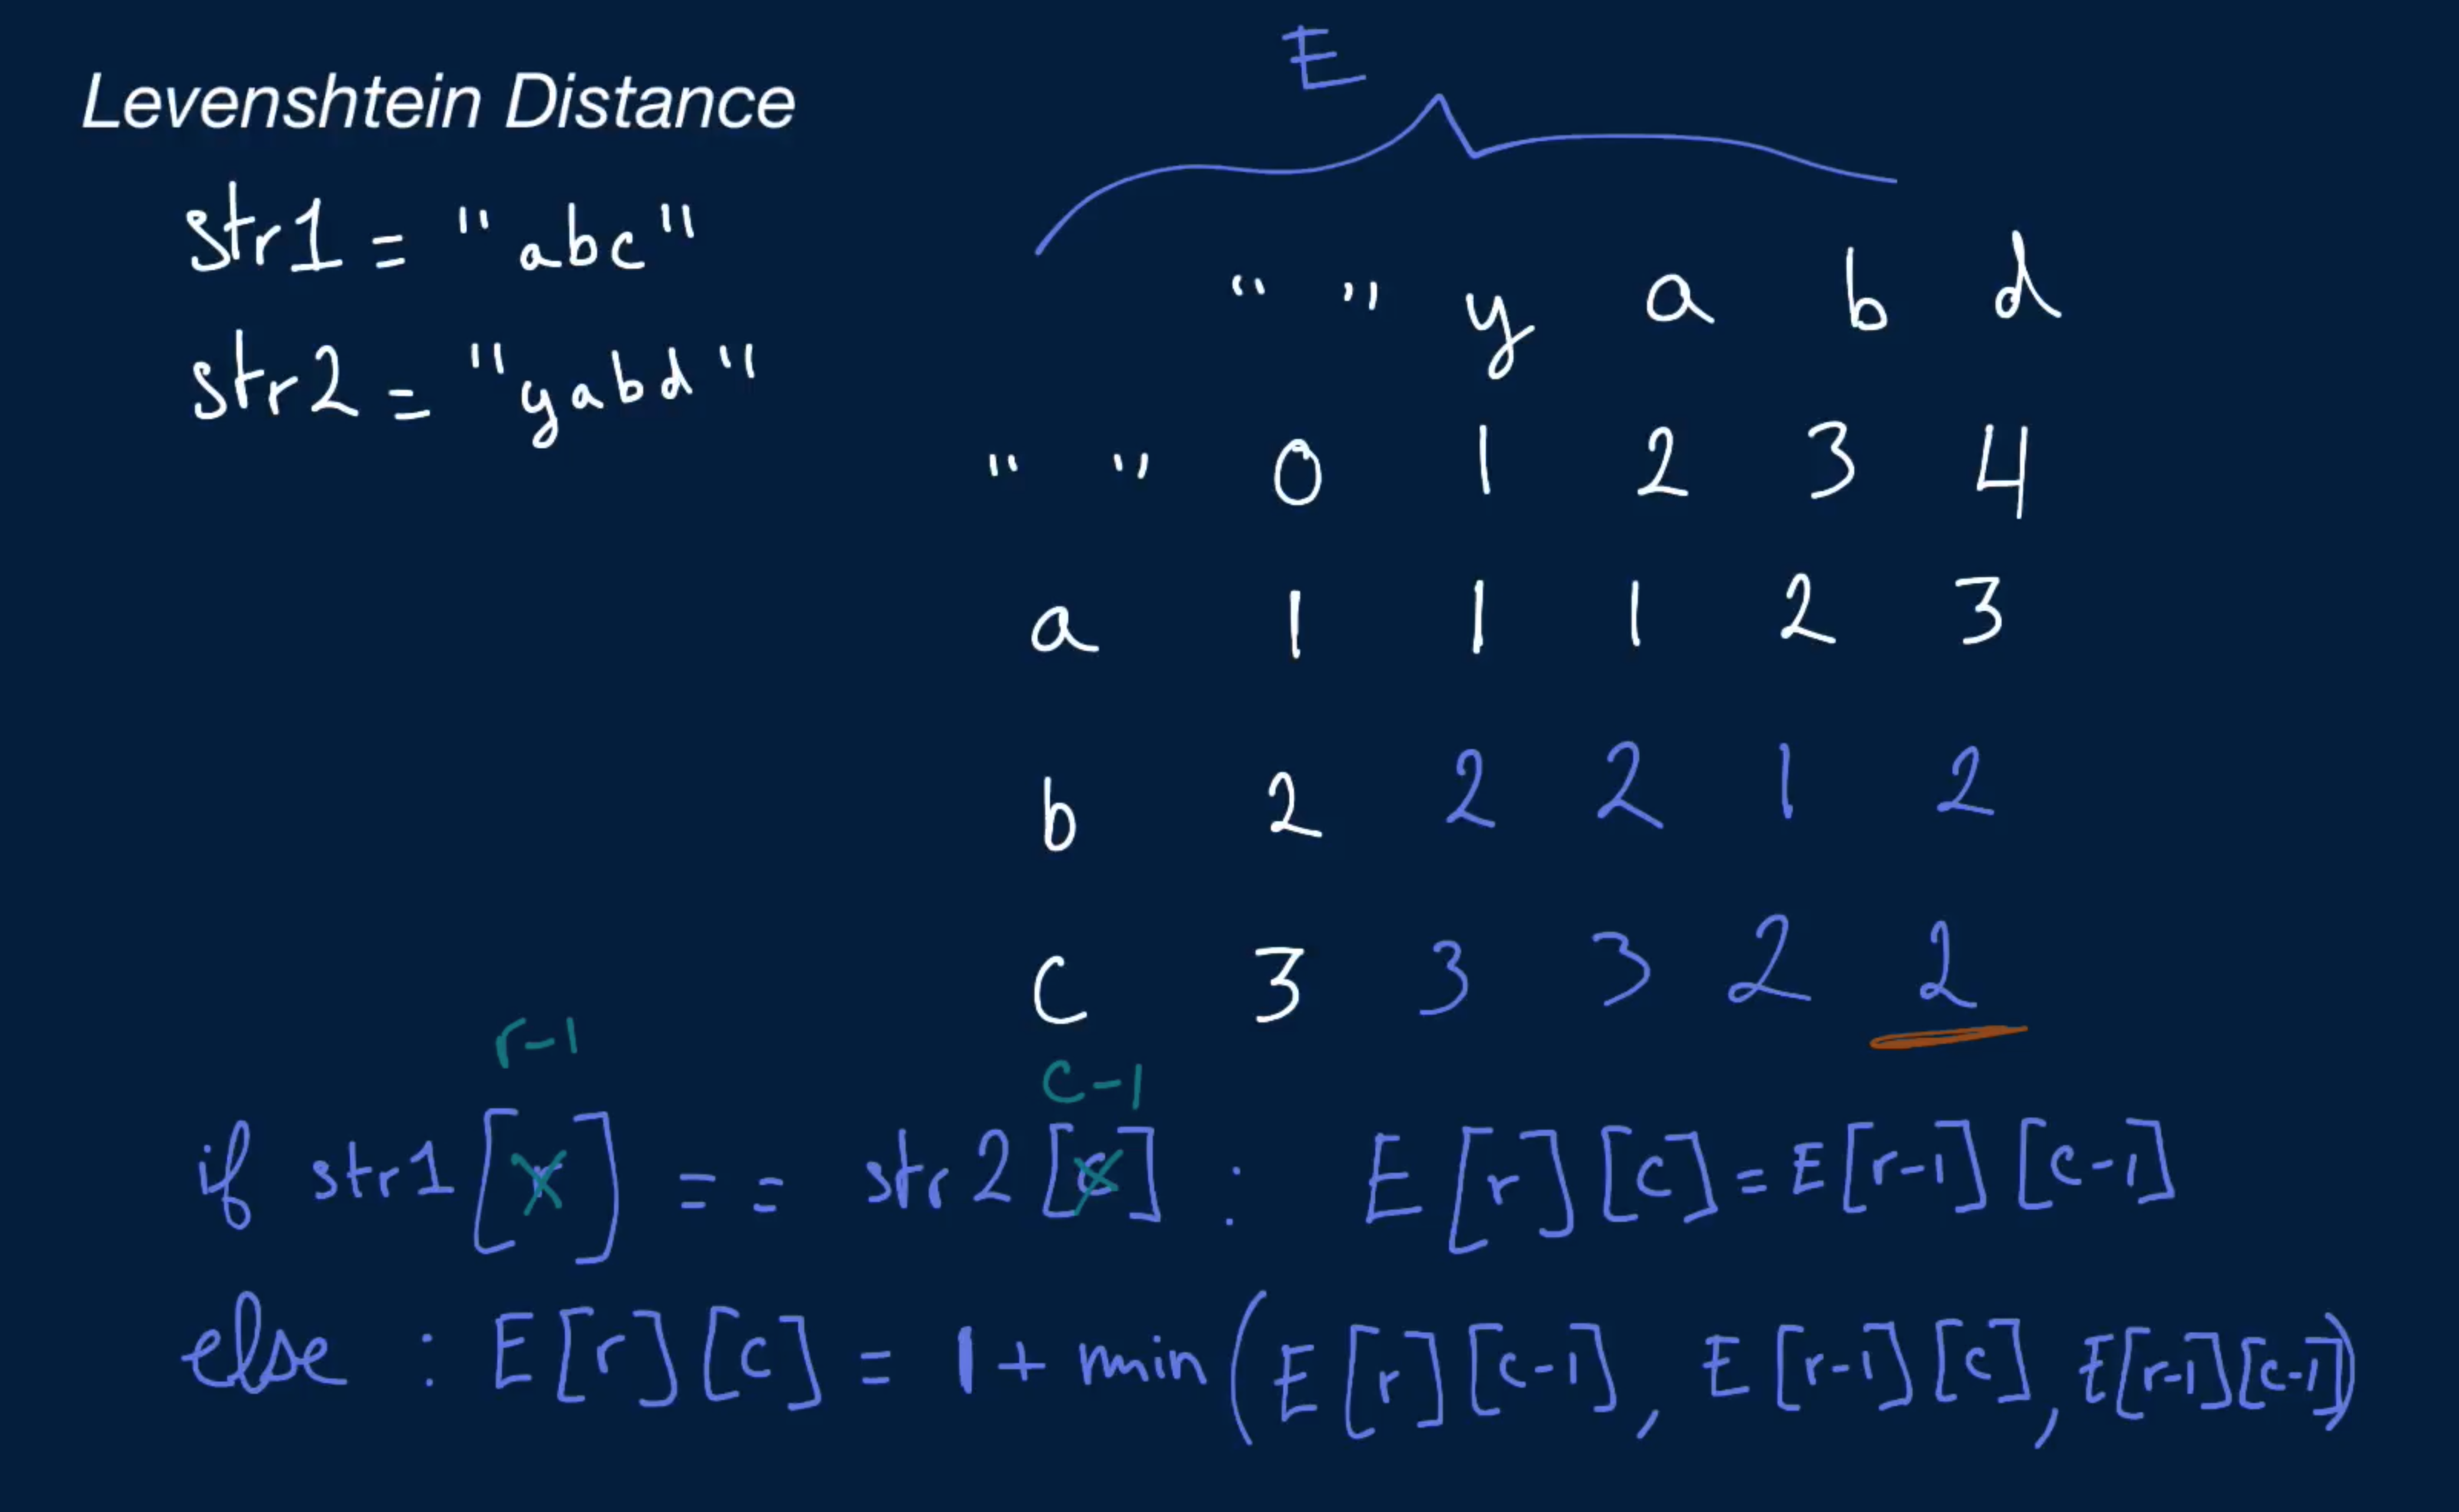 E
Levenshtein Distance
str1 = "abc"
str2 = "yabd"
" " y a b d
" " 0 1 2 3 4
a 1 1 1 2 3
b 2 2 2 1 2
c 3 3 3 2 2
r-1 c-1
if str1[r] == str2[c] : E[r][c] = E[r-1][c-1]
else : E[r][c] = 1 + min(E[r][c-1], E[r-1][c], E[r-1][c-1])